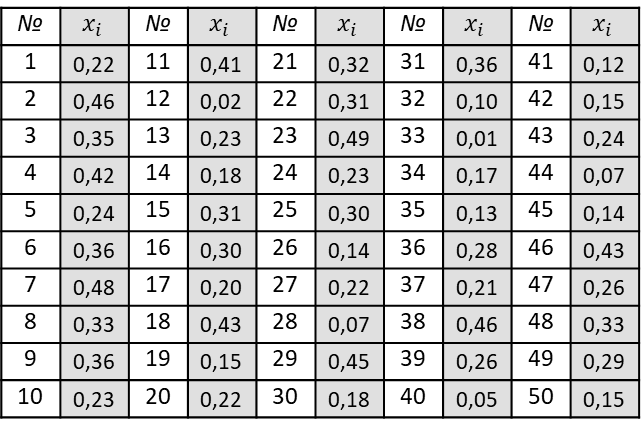 № xᵢ № xᵢ № xᵢ № xᵢ № xᵢ
1 0,22 11 0,41 21 0,32 31 0,36 41 0,12
2 0,46 12 0,02 22 0,31 32 0,10 42 0,15
3 0,35 13 0,23 23 0,49 33 0,01 43 0,24
4 0,42 14 0,18 24 0,23 34 0,17 44 0,07
5 0,24 15 0,31 25 0,30 35 0,13 45 0,14
6 0,36 16 0,30 26 0,14 36 0,28 46 0,43
7 0,48 17 0,20 27 0,22 37 0,21 47 0,26
8 0,33 18 0,43 28 0,07 38 0,46 48 0,33
9 0,36 19 0,15 29 0,45 39 0,26 49 0,29
10 0,23 20 0,22 30 0,18 40 0,05 50 0,15